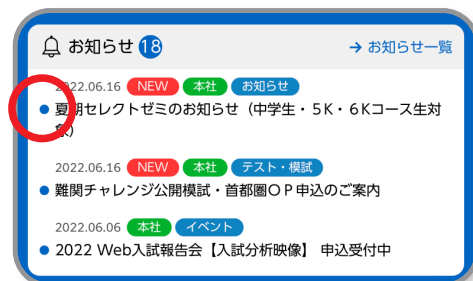 お知らせ 18 → お知らせ一覧
2022.06.16 NEW 本社 お知らせ
夏期セレクトゼミのお知らせ（中学生・５K・６Kコース生対
象）
2022.06.16 NEW 本社 テスト・模試
難関チャレンジ公開模試・首都圏ＯＰ申込のご案内
2022.06.06 本社 イベント
2022 Web入試報告会【入試分析映像】 申込受付中